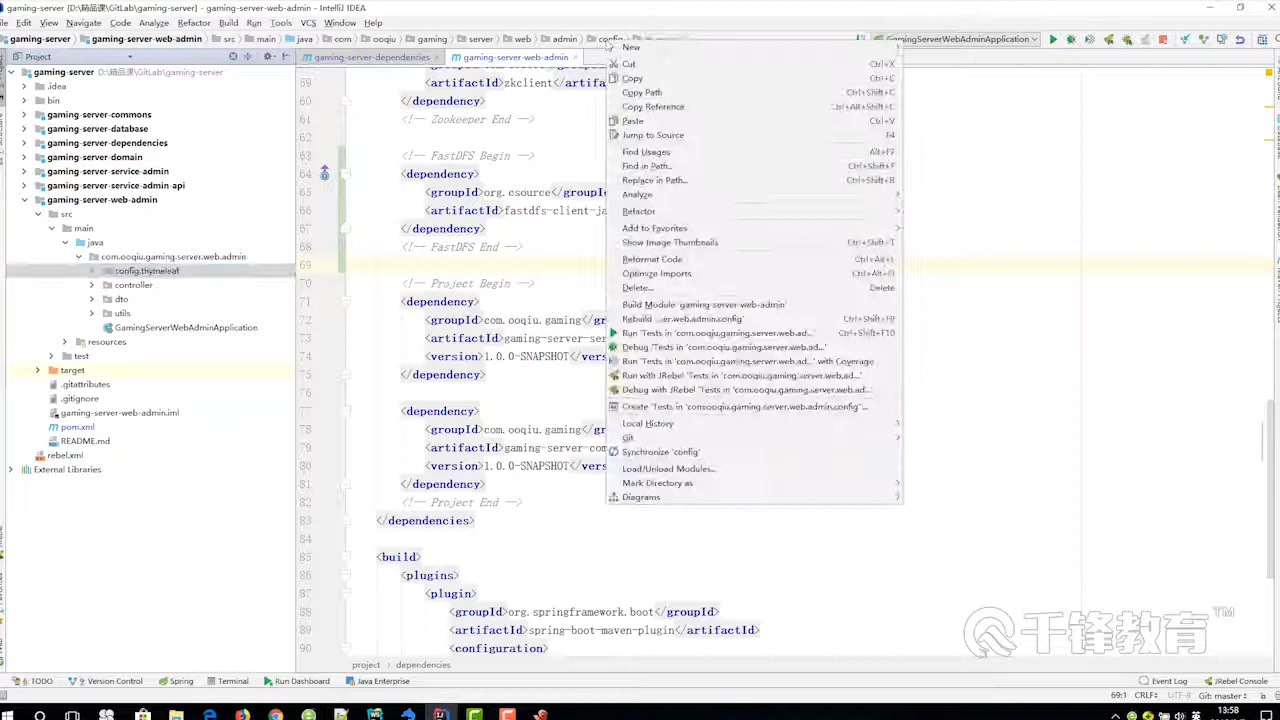 gaming-server [D:\精品课\GitLab\gaming-server] - gaming-server-web-admin - IntelliJ IDEA
Edit View Navigate Code Analyze Refactor Build Run Tools VCS Window Help
gaming-server gaming-server-web-admin src main java com ooqiu gaming server web admin config GamingServerWebAdminApplication
Project
gaming-server-dependencies × gaming-server-web-admin ×
gaming-server D:\精品课\GitLab\gaming-server
.idea
bin
gaming-server-commons
gaming-server-database
gaming-server-dependencies
gaming-server-domain
gaming-server-service-admin
gaming-server-service-admin-api
gaming-server-web-admin
src
main
java
com.ooqiu.gaming.server.web.admin
config.thymeleaf
controller
dto
utils
GamingServerWebAdminApplication
resources
test
target
.gitattributes
.gitignore
gaming-server-web-admin.iml
pom.xml
README.md
rebel.xml
External Libraries
59 <artifactId>zkclient</artifa
60 </dependency>
61 <!-- Zookeeper End -->
62
63 <!-- FastDFS Begin -->
64 <dependency>
65 <groupId>org.csource</groupId
66 <artifactId>fastdfs-client-ja
67 </dependency>
68 <!-- FastDFS End -->
69
70 <!-- Project Begin -->
71 <dependency>
72 <groupId>com.ooqiu.gaming</gr
73 <artifactId>gaming-server-se
74 <version>1.0.0-SNAPSHOT</vers
75 </dependency>
76
77 <dependency>
78 <groupId>com.ooqiu.gaming</gr
79 <artifactId>gaming-server-com
80 <version>1.0.0-SNAPSHOT</vers
81 </dependency>
82 <!-- Project End -->
83 </dependencies>
84
85 <build>
86 <plugins>
87 <plugin>
88 <groupId>org.springframework.boot</groupId>
89 <artifactId>spring-boot-maven-plugin</artifactId>
90 <configuration>
New
Cut Ctrl+X
Copy Ctrl+C
Copy Path Ctrl+Shift+C
Copy Reference Ctrl+Alt+Shift+C
Paste Ctrl+V
Jump to Source F4
Find Usages Alt+F7
Find in Path... Ctrl+Shift+F
Replace in Path... Ctrl+Shift+R
Analyze
Refactor
Add to Favorites
Show Image Thumbnails Ctrl+Shift+T
Reformat Code Ctrl+Alt+L
Optimize Imports Ctrl+Alt+O
Delete... Delete
Build Module 'gaming-server-web-admin'
Rebuild '...er.web.admin.config' Ctrl+Shift+F9
Run 'Tests in 'com.ooqiu.gaming.server.web.ad...' Ctrl+Shift+F10
Debug 'Tests in 'com.ooqiu.gaming.server.web.ad...'
Run 'Tests in 'com.ooqiu.gaming.server.web.ad...' with Coverage
Run with JRebel 'Tests in 'com.ooqiu.gaming.server.web.ad...'
Debug with JRebel 'Tests in 'com.ooqiu.gaming.server.web.ad...'
Create 'Tests in 'com.ooqiu.gaming.server.web.admin.config''...
Local History
Git
Synchronize 'config'
Load/Unload Modules...
Mark Directory as
Diagrams
千锋教育™
project dependencies
6: TODO 9: Version Control Spring Terminal Run Dashboard Java Enterprise Event Log JRebel Console
69:1 CRLF UTF-8 Git: master
英 13:58